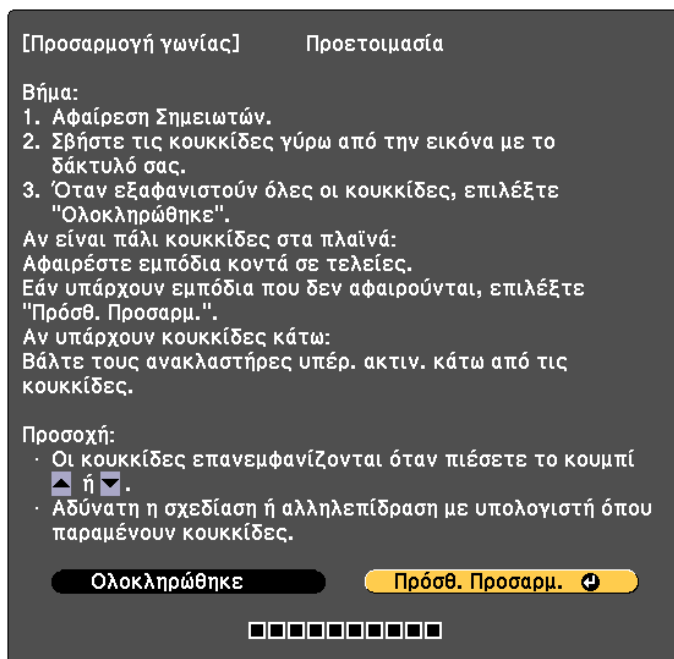 [Προσαρμογή γωνίας] Προετοιμασία
Βήμα:
1. Αφαίρεση Σημειωτών.
2. Σβήστε τις κουκκίδες γύρω από την εικόνα με το
δάκτυλό σας.
3. Όταν εξαφανιστούν όλες οι κουκκίδες, επιλέξτε
"Ολοκληρώθηκε".
Αν είναι πάλι κουκκίδες στα πλαϊνά:
Αφαιρέστε εμπόδια κοντά σε τελείες.
Εάν υπάρχουν εμπόδια που δεν αφαιρούνται, επιλέξτε
"Πρόσθ. Προσαρμ.".
Αν υπάρχουν κουκκίδες κάτω:
Βάλτε τους ανακλαστήρες υπέρ. ακτιν. κάτω από τις
κουκκίδες.
Προσοχή:
· Οι κουκκίδες επανεμφανίζονται όταν πιέσετε το κουμπί
▲ ή ▼ .
· Αδύνατη η σχεδίαση ή αλληλεπίδραση με υπολογιστή όπου
παραμένουν κουκκίδες.
Ολοκληρώθηκε Πρόσθ. Προσαρμ.